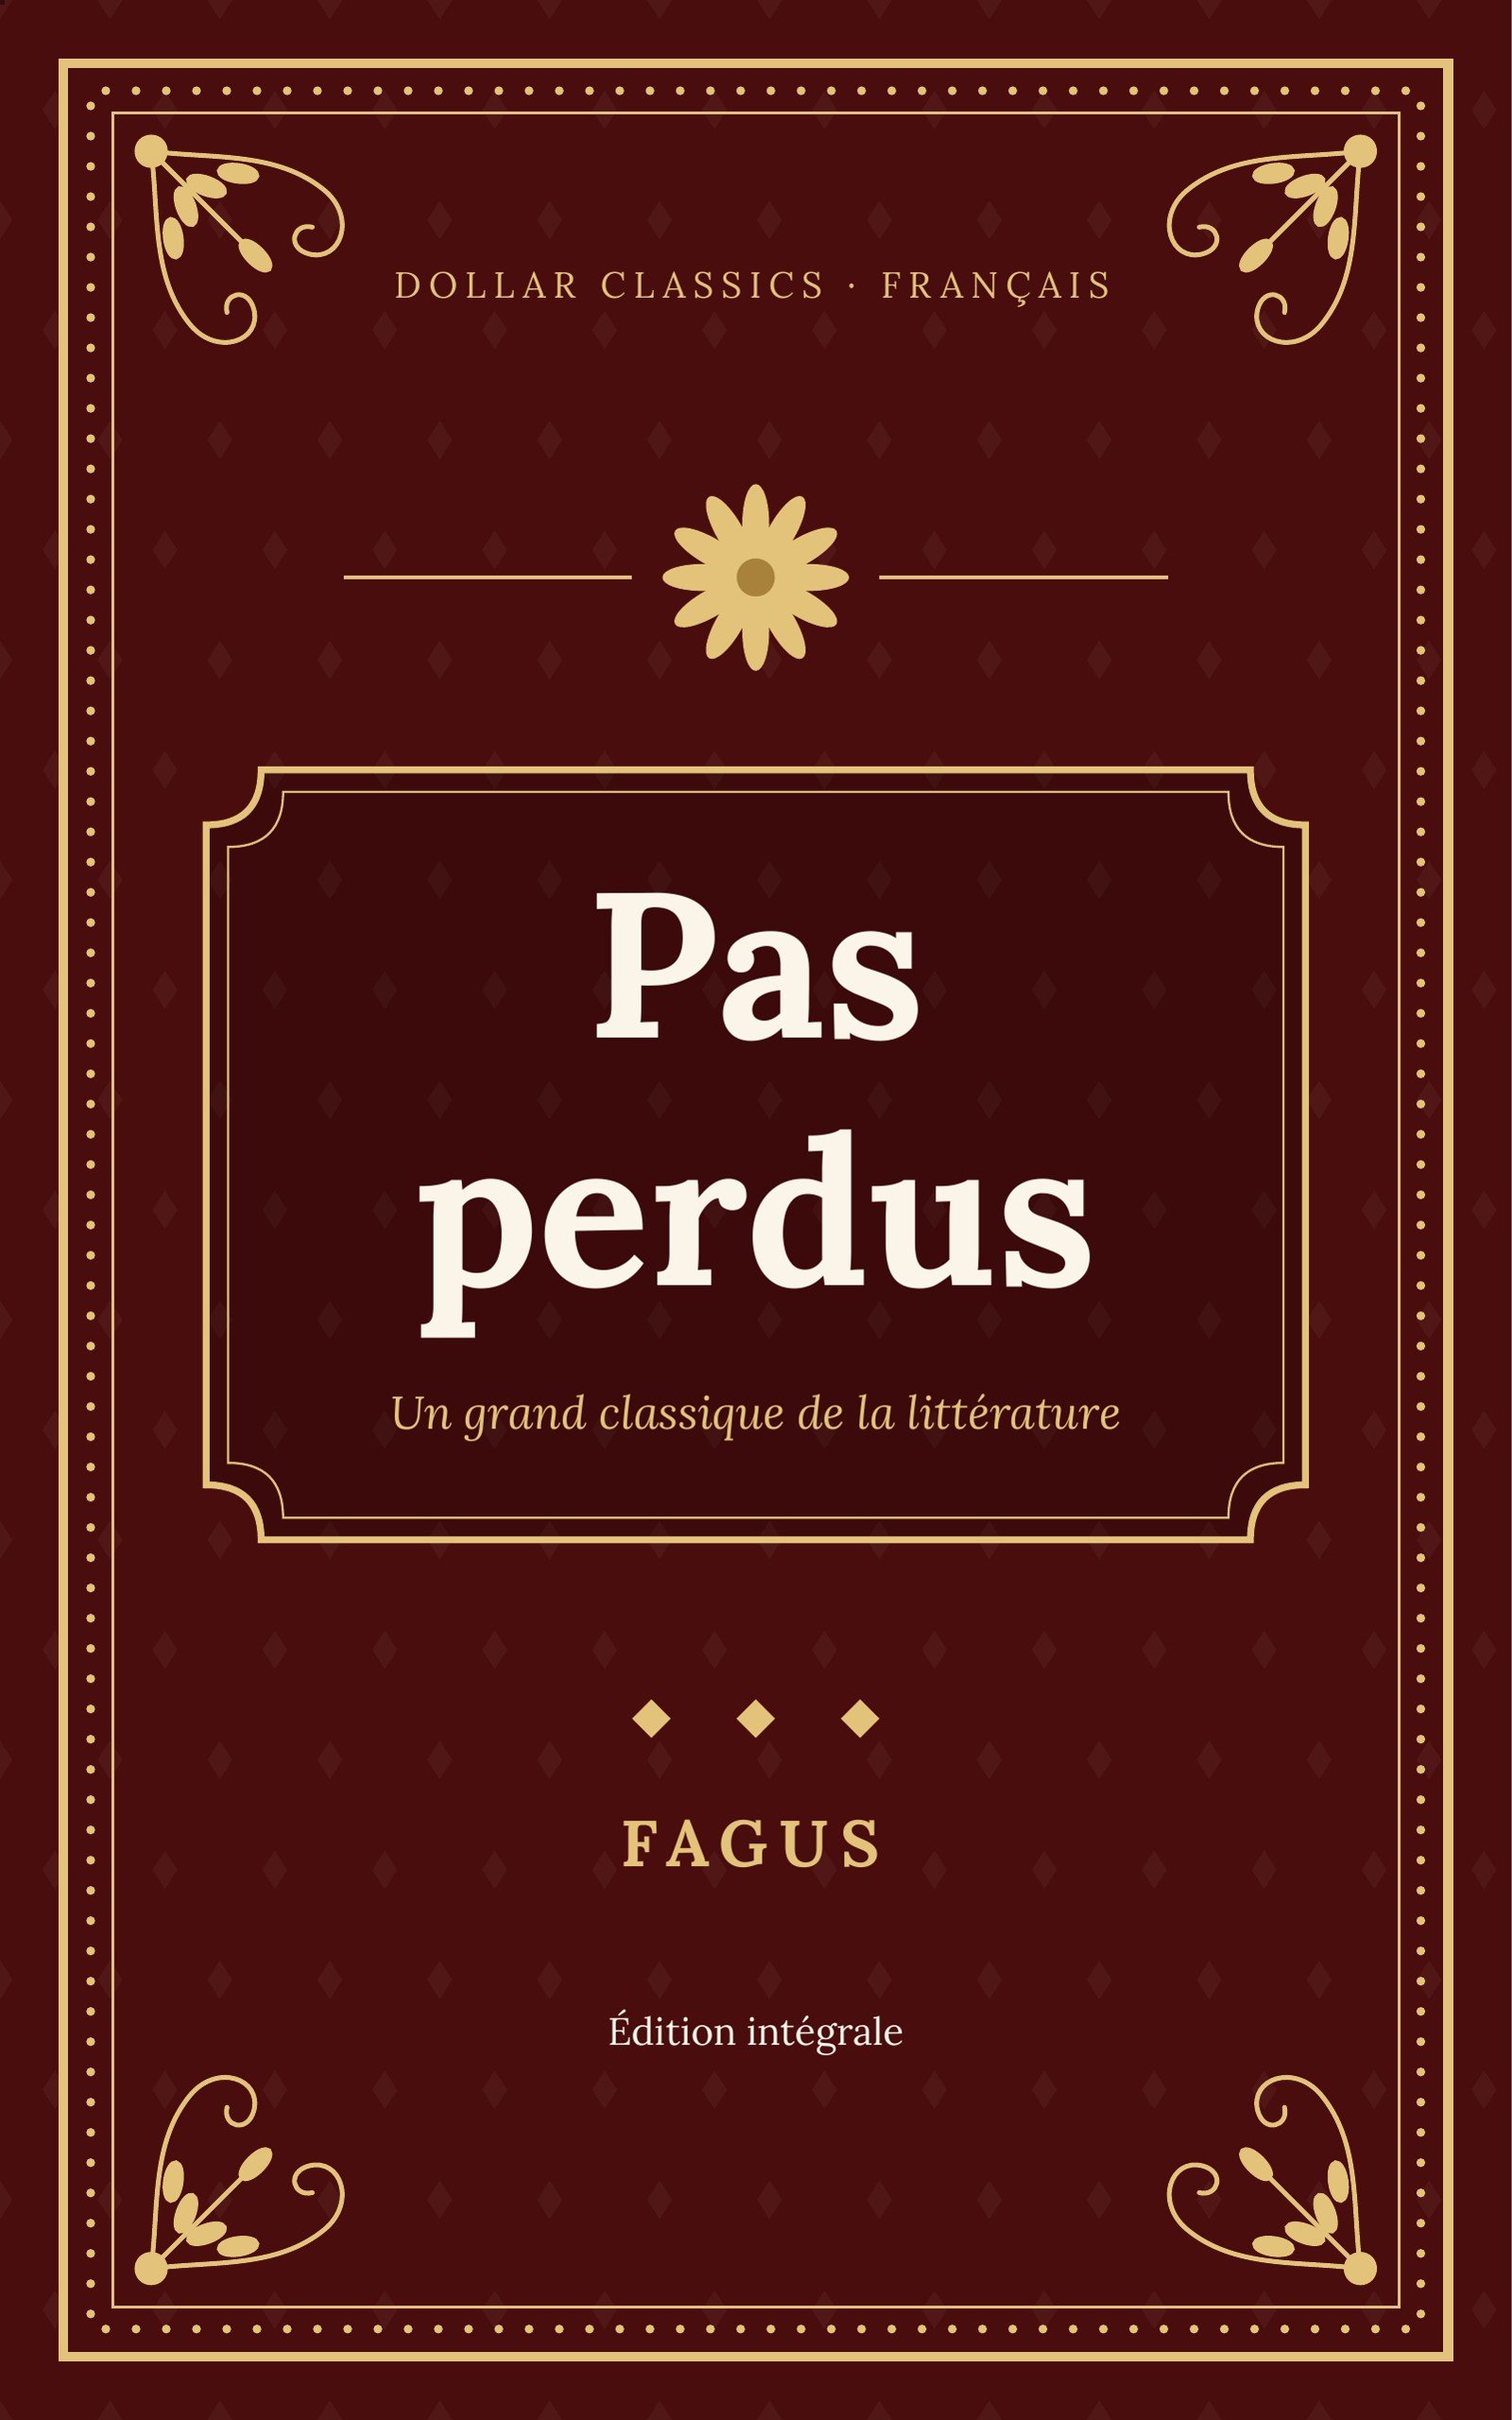 DOLLAR CLASSICS · FRANÇAIS
Pas
perdus
Un grand classique de la littérature
FAGUS
Édition intégrale